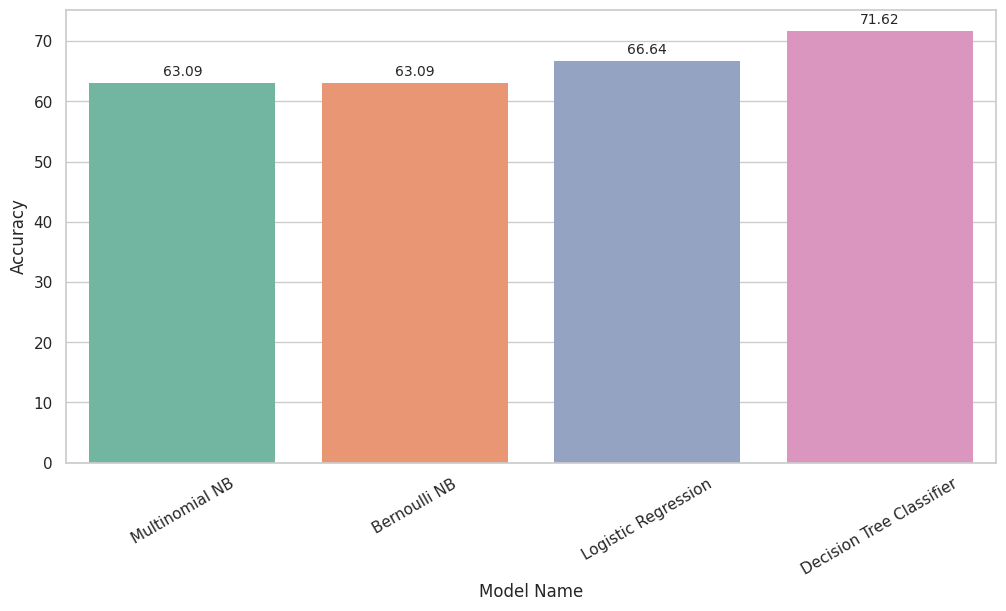 71.62
66.64
63.09
63.09
70
60
50
40
30
20
10
0
Accuracy
Multinomial NB
Bernoulli NB
Logistic Regression
Decision Tree Classifier
Model Name